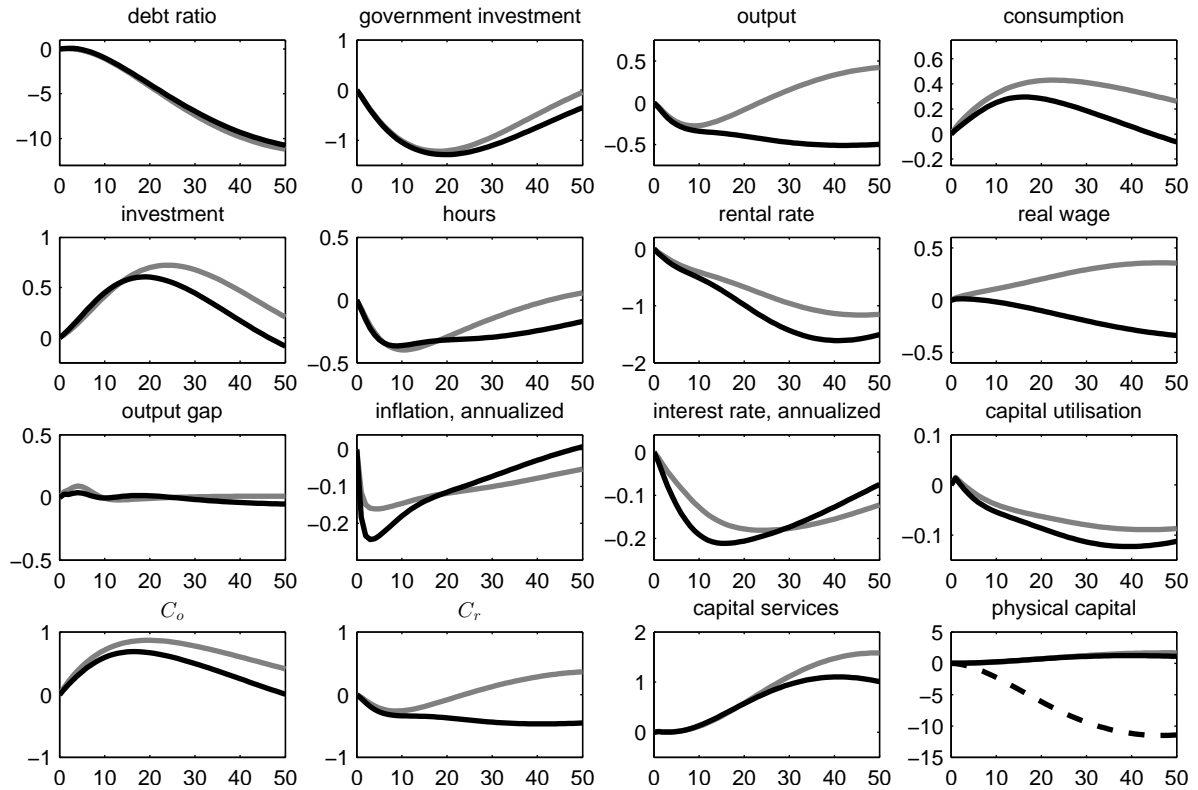 debt ratio
government investment
output
consumption
0
−5
−10
0 10 20 30 40 50
1
0
−1
0 10 20 30 40 50
0.5
0
−0.5
0 10 20 30 40 50
0.6
0.4
0.2
0
−0.2
0 10 20 30 40 50
investment
hours
rental rate
real wage
1
0.5
0
0 10 20 30 40 50
0.5
0
−0.5
0 10 20 30 40 50
0
−1
−2
0 10 20 30 40 50
0.5
0
−0.5
0 10 20 30 40 50
output gap
inflation, annualized
interest rate, annualized
capital utilisation
0.5
0
−0.5
0 10 20 30 40 50
0
−0.1
−0.2
0 10 20 30 40 50
0
−0.1
−0.2
0 10 20 30 40 50
0.1
0
−0.1
0 10 20 30 40 50
C_o
C_r
capital services
physical capital
1
0
−1
0 10 20 30 40 50
1
0
−1
0 10 20 30 40 50
2
1
0
0 10 20 30 40 50
5
0
−5
−10
−15
0 10 20 30 40 50